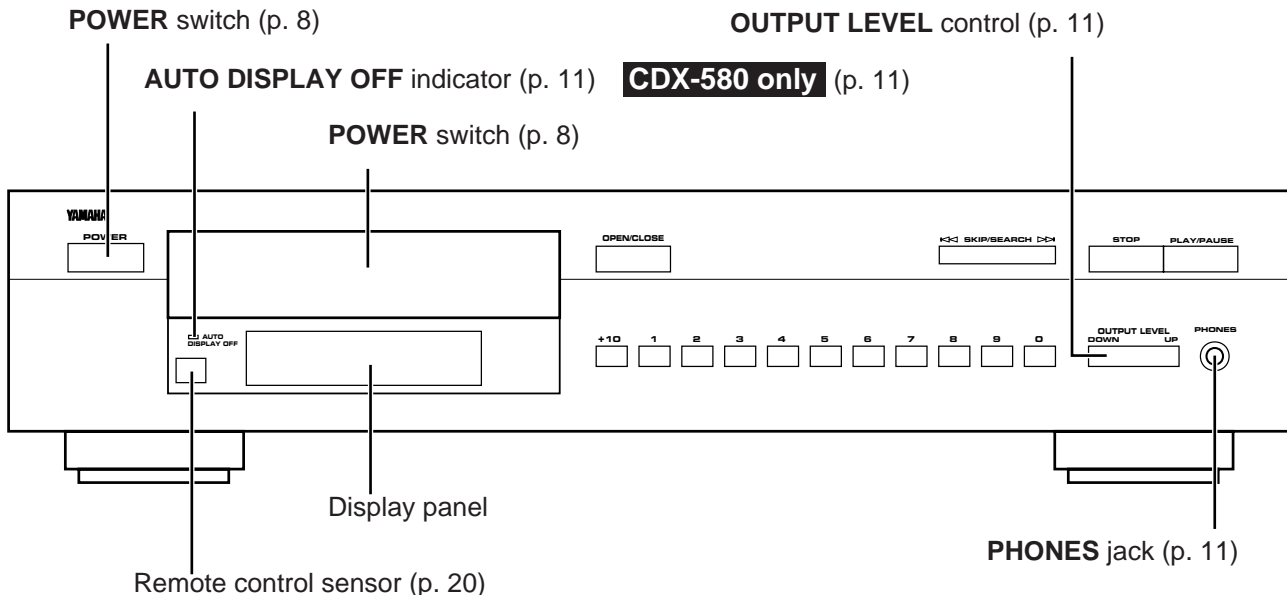 POWER switch (p. 8)
OUTPUT LEVEL control (p. 11)
AUTO DISPLAY OFF indicator (p. 11) CDX-580 only (p. 11)
POWER switch (p. 8)
YAMAHA
POWER
OPEN/CLOSE
SKIP/SEARCH
STOP
PLAY/PAUSE
AUTO
DISPLAY OFF
+10 1 2 3 4 5 6 7 8 9 0
OUTPUT LEVEL
DOWN UP
PHONES
Display panel
PHONES jack (p. 11)
Remote control sensor (p. 20)